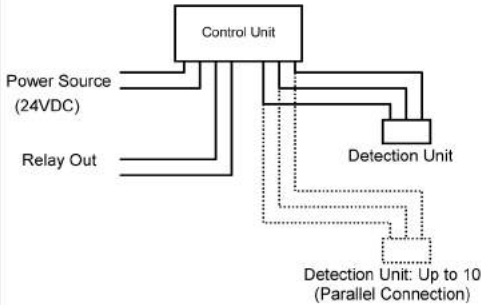 Control Unit
Power Source
(24VDC)
Relay Out
Detection Unit
Detection Unit: Up to 10
(Parallel Connection)